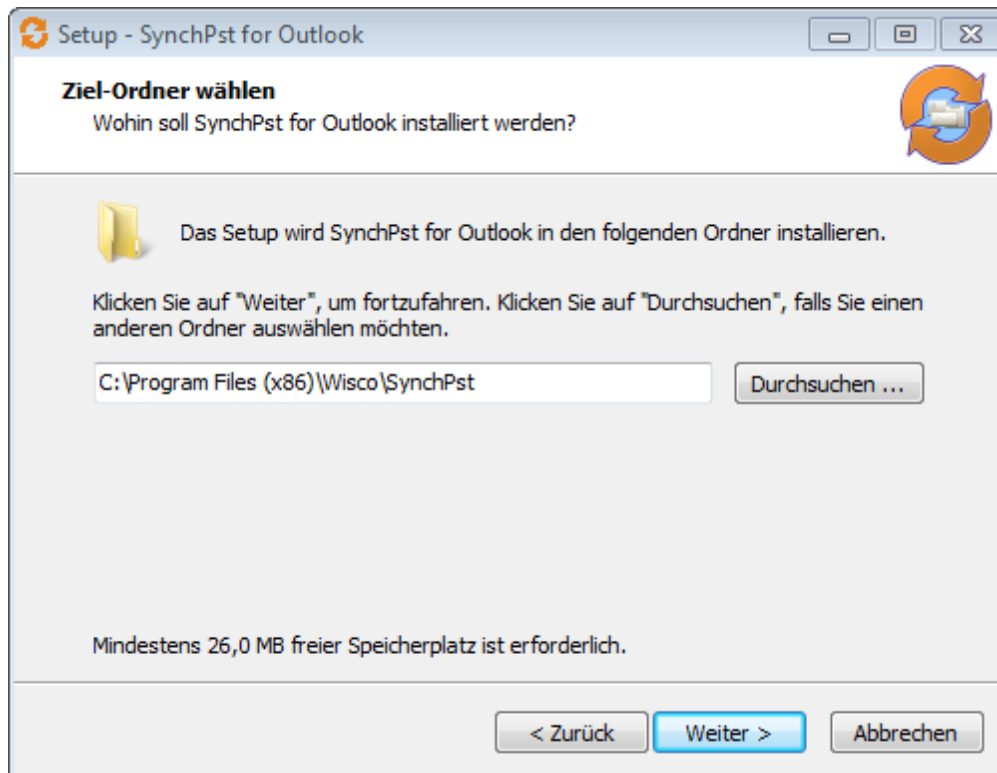 Setup - SynchPst for Outlook
Ziel-Ordner wählen
Wohin soll SynchPst for Outlook installiert werden?
Das Setup wird SynchPst for Outlook in den folgenden Ordner installieren.
Klicken Sie auf "Weiter", um fortzufahren. Klicken Sie auf "Durchsuchen", falls Sie einen
anderen Ordner auswählen möchten.
C:\Program Files (x86)\Wisco\SynchPst
Durchsuchen ...
Mindestens 26,0 MB freier Speicherplatz ist erforderlich.
< Zurück
Weiter >
Abbrechen